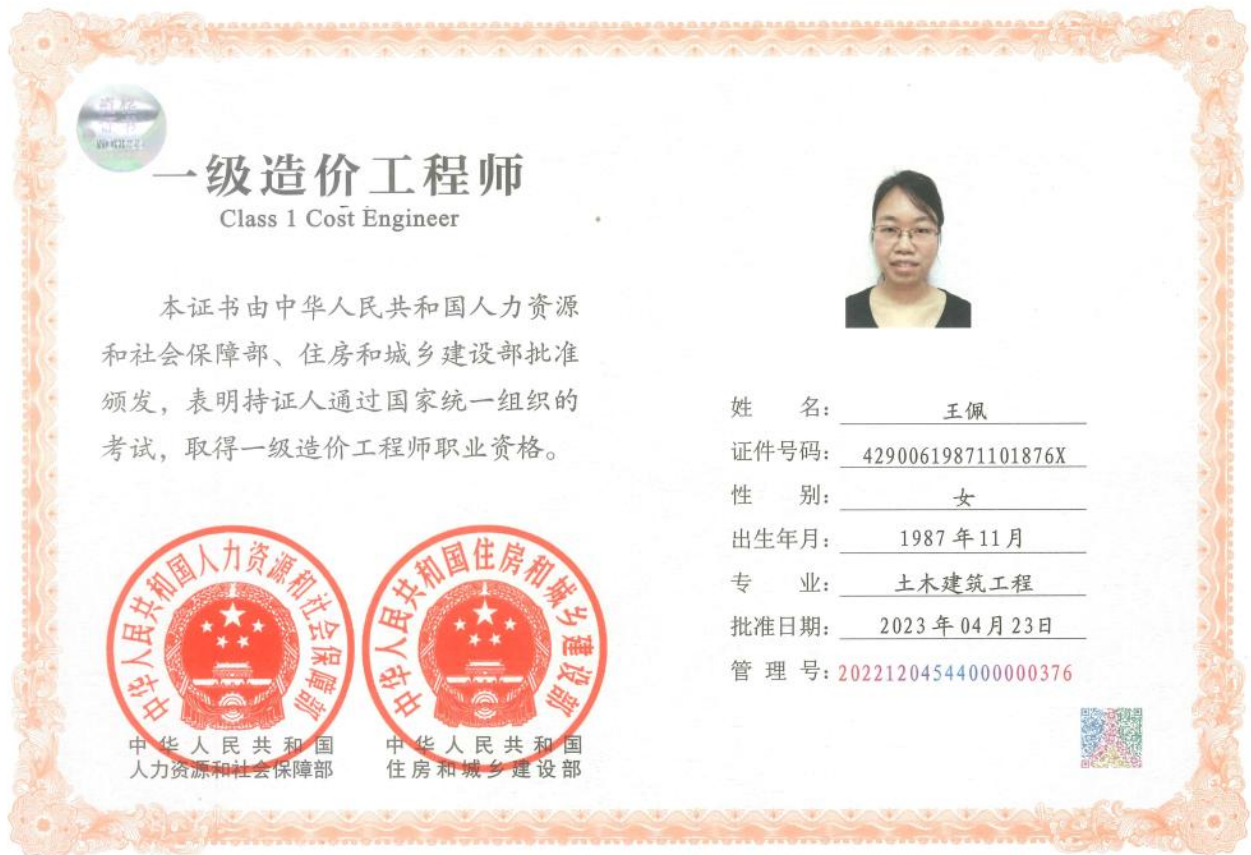 一级造价工程师
Class 1 Cost Engineer
本证书由中华人民共和国人力资源
和社会保障部、住房和城乡建设部批准
颁发，表明持证人通过国家统一组织的
考试，取得一级造价工程师职业资格。
中华人民共和国人力资源和社会保障部
中华人民共和国住房和城乡建设部
中华人民共和国
人力资源和社会保障部
中华人民共和国
住房和城乡建设部
姓名：王佩
证件号码：42900619871101876X
性别：女
出生年月：1987年11月
专业：土木建筑工程
批准日期：2023年04月23日
管理号：20221204544000000376